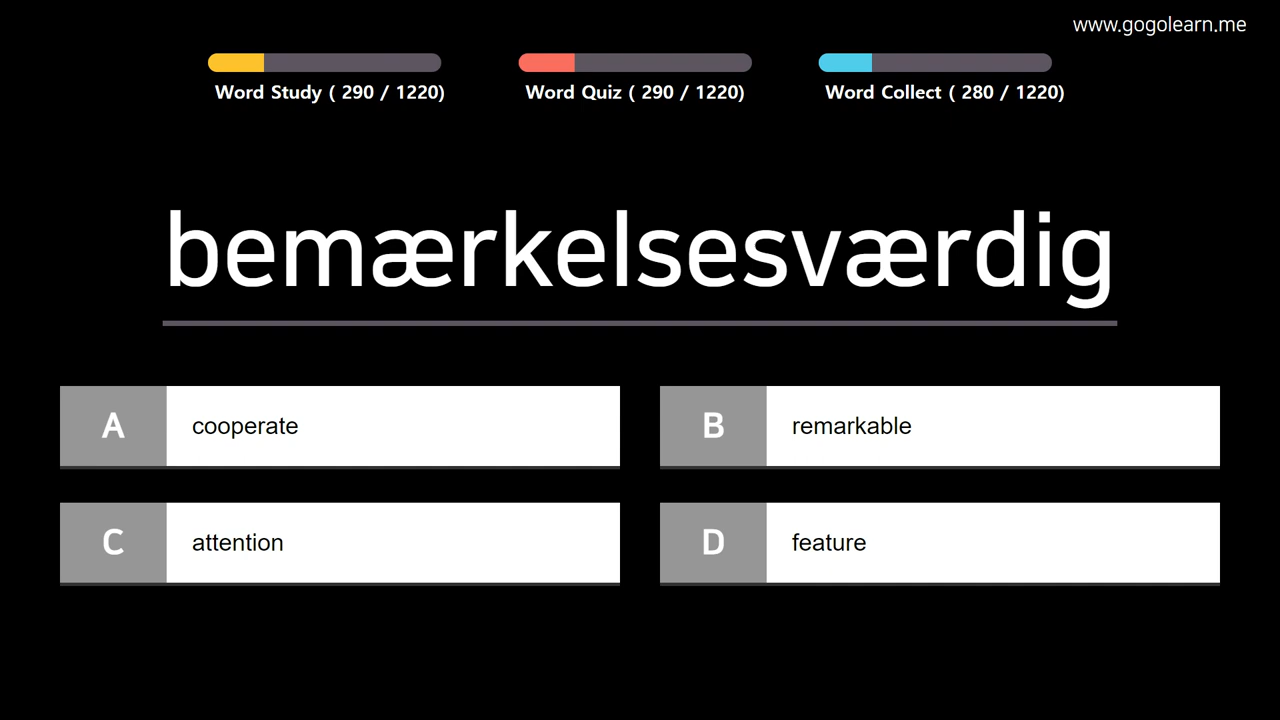 www.gogolearn.me
Word Study ( 290 / 1220)
Word Quiz ( 290 / 1220)
Word Collect ( 280 / 1220)
bemærkelsesværdig
A cooperate
B remarkable
C attention
D feature